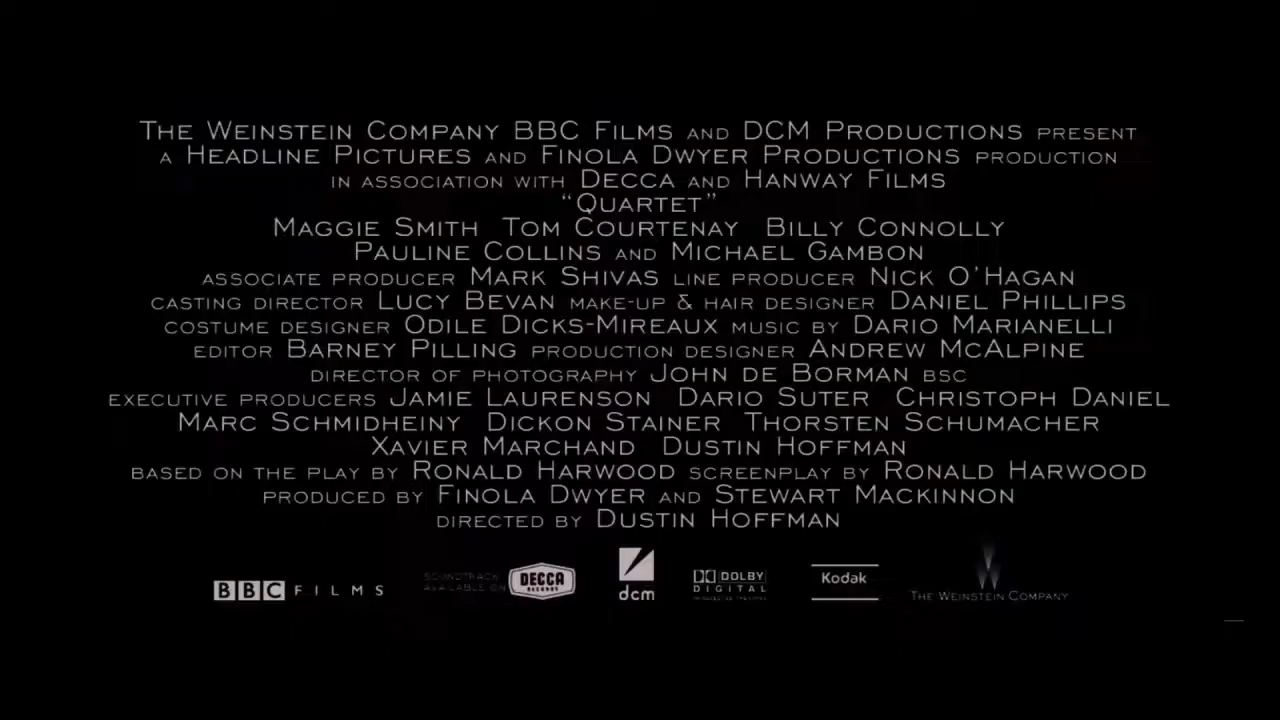 The Weinstein Company BBC Films and DCM Productions present
a Headline Pictures and Finola Dwyer Productions production
in association with Decca and Hanway Films
“Quartet”
Maggie Smith Tom Courtenay Billy Connolly
Pauline Collins and Michael Gambon
associate producer Mark Shivas line producer Nick O'Hagan
casting director Lucy Bevan make-up & hair designer Daniel Phillips
costume designer Odile Dicks-Mireaux music by Dario Marianelli
editor Barney Pilling production designer Andrew McAlpine
director of photography John de Borman bsc
executive producers Jamie Laurenson Dario Suter Christoph Daniel
Marc Schmidheiny Dickon Stainer Thorsten Schumacher
Xavier Marchand Dustin Hoffman
based on the play by Ronald Harwood screenplay by Ronald Harwood
produced by Finola Dwyer and Stewart Mackinnon
directed by Dustin Hoffman
BBC FILMS
SOUNDTRACK
AVAILABLE ON
DECCA
RECORDS
dcm
DOLBY
DIGITAL
Kodak
The Weinstein Company